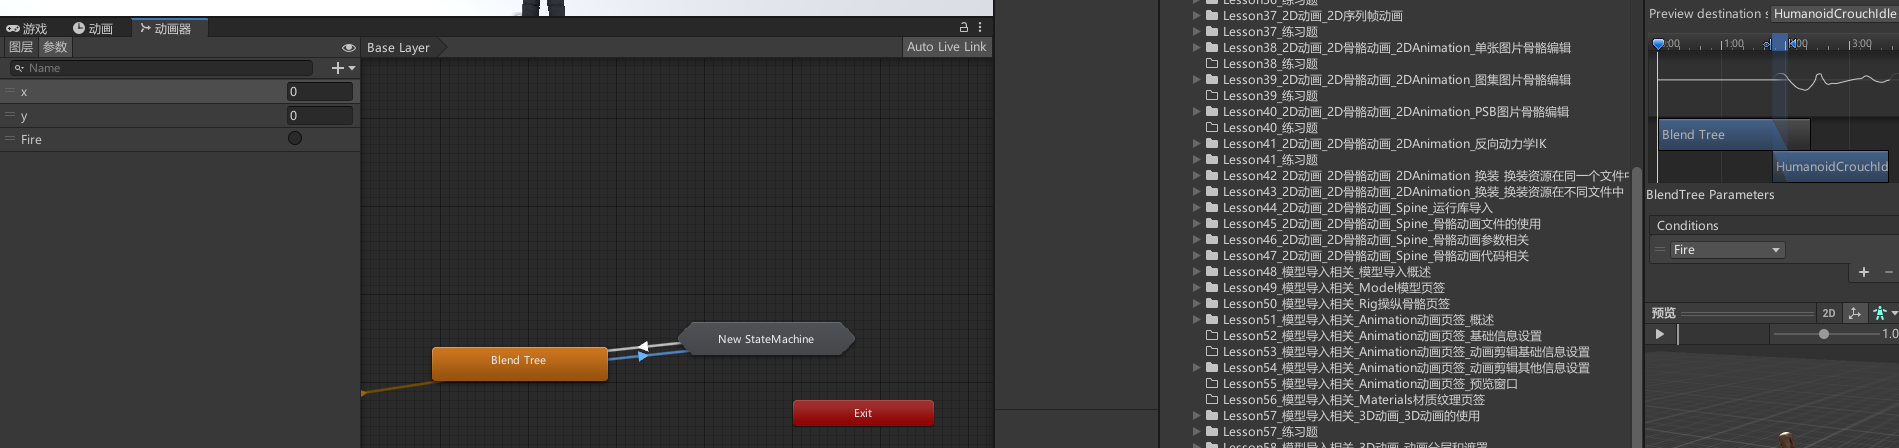 游戏
动画
动画器
图层
参数
Base Layer
Auto Live Link
Name
x
0
y
0
Fire
Blend Tree
New StateMachine
Exit
Lesson36_练习题
Lesson37_2D动画_2D序列帧动画
Lesson37_练习题
Lesson38_2D动画_2D骨骼动画_2DAnimation_单张图片骨骼编辑
Lesson38_练习题
Lesson39_2D动画_2D骨骼动画_2DAnimation_图集图片骨骼编辑
Lesson39_练习题
Lesson40_2D动画_2D骨骼动画_2DAnimation_PSB图片骨骼编辑
Lesson40_练习题
Lesson41_2D动画_2D骨骼动画_2DAnimation_反向动力学IK
Lesson41_练习题
Lesson42_2D动画_2D骨骼动画_2DAnimation_换装_换装资源在同一个文件中
Lesson43_2D动画_2D骨骼动画_2DAnimation_换装_换装资源在不同文件中
Lesson44_2D动画_2D骨骼动画_Spine_运行库导入
Lesson45_2D动画_2D骨骼动画_Spine_骨骼动画文件的使用
Lesson46_2D动画_2D骨骼动画_Spine_骨骼动画参数相关
Lesson47_2D动画_2D骨骼动画_Spine_骨骼动画代码相关
Lesson48_模型导入相关_模型导入概述
Lesson49_模型导入相关_Model模型页签
Lesson50_模型导入相关_Rig操纵骨骼页签
Lesson51_模型导入相关_Animation动画页签_概述
Lesson52_模型导入相关_Animation动画页签_基础信息设置
Lesson53_模型导入相关_Animation动画页签_动画剪辑基础信息设置
Lesson54_模型导入相关_Animation动画页签_动画剪辑其他信息设置
Lesson55_模型导入相关_Animation动画页签_预览窗口
Lesson56_模型导入相关_Materials材质纹理页签
Lesson57_模型导入相关_3D动画_3D动画的使用
Lesson57_练习题
Lesson58_模型导入相关_3D动画_动画分层和遮罩
Preview destination s
HumanoidCrouchIdle
:00
1:00
:00
3:00
Blend Tree
HumanoidCrouchId
BlendTree Parameters
Conditions
Fire
预览
2D
1.0